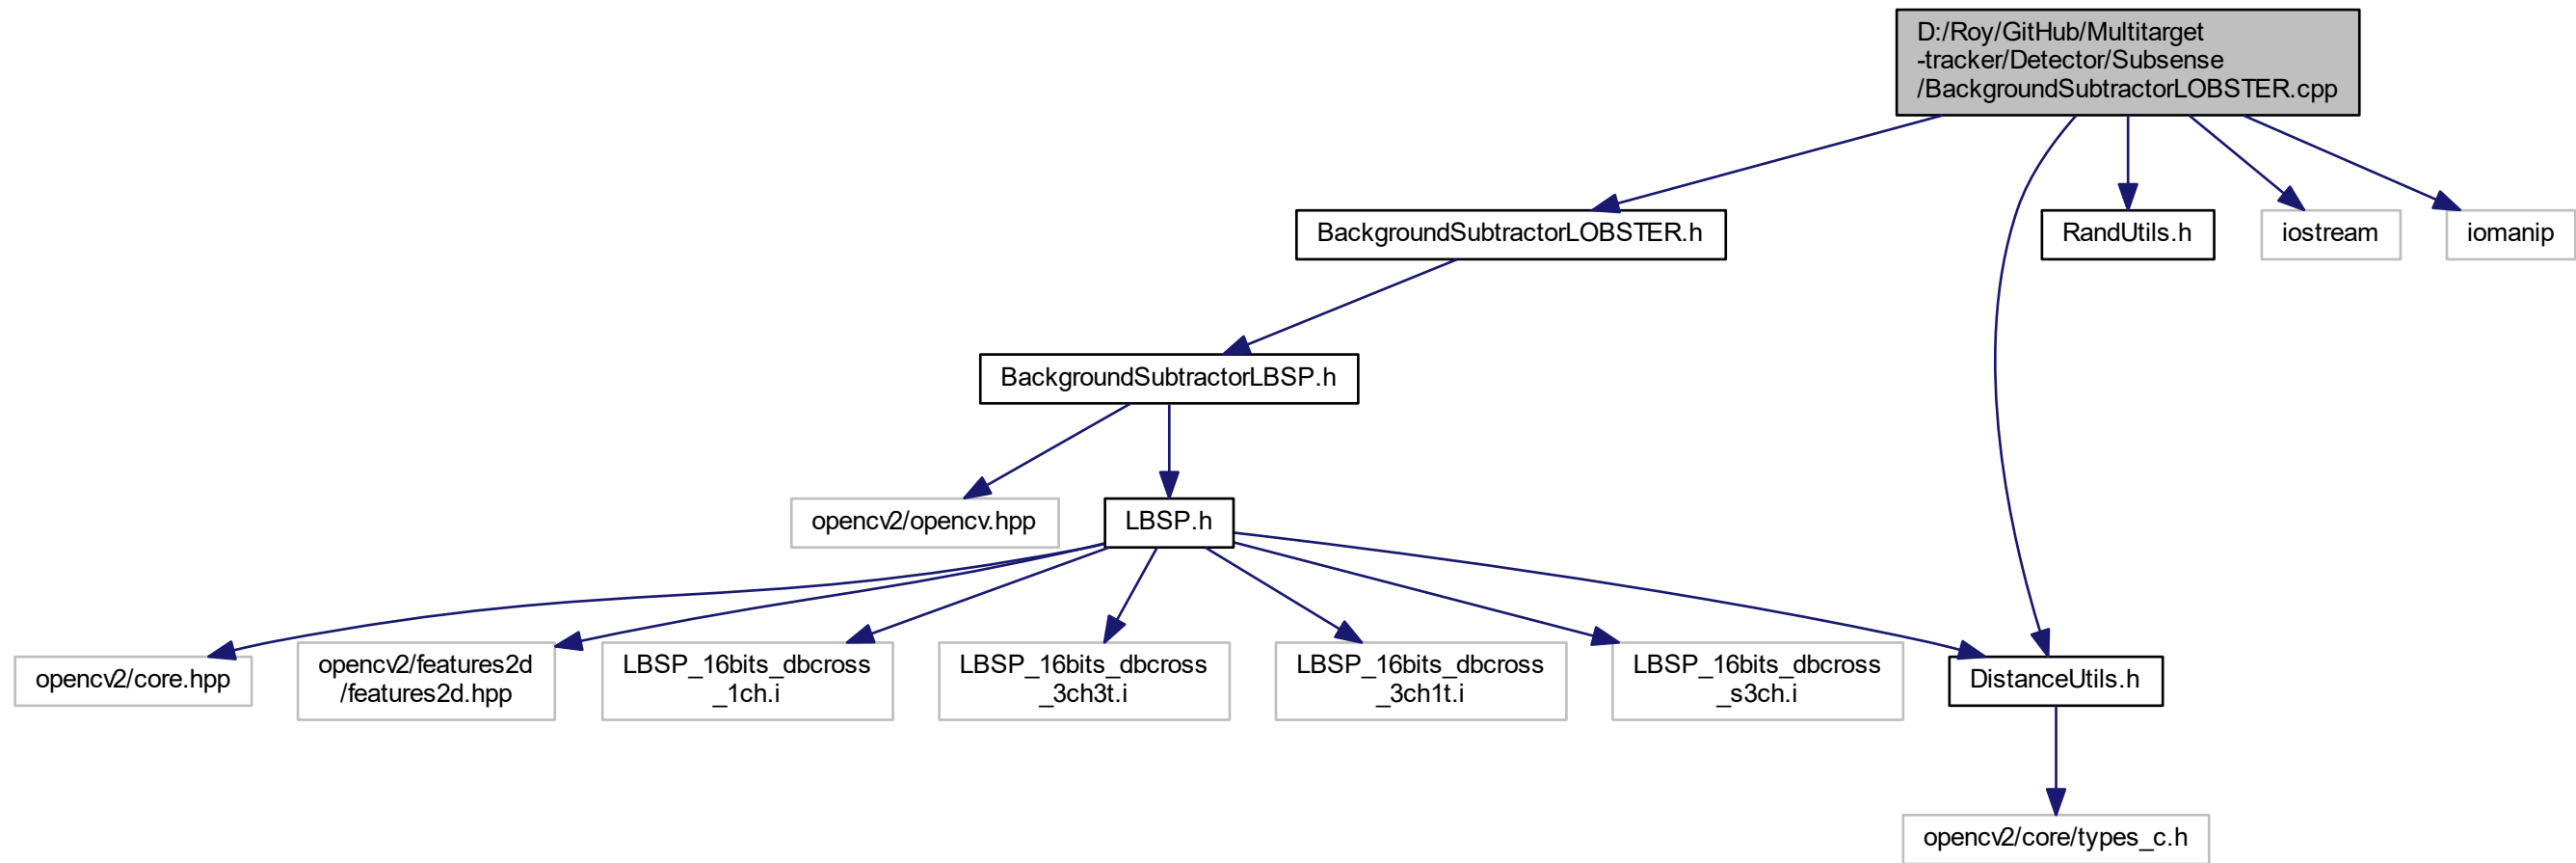 D:/Roy/GitHub/Multitarget
-tracker/Detector/Subsense
/BackgroundSubtractorLOBSTER.cpp
BackgroundSubtractorLOBSTER.h
RandUtils.h
iostream
iomanip
BackgroundSubtractorLBSP.h
opencv2/opencv.hpp
LBSP.h
opencv2/core.hpp
opencv2/features2d
/features2d.hpp
LBSP_16bits_dbcross
_1ch.i
LBSP_16bits_dbcross
_3ch3t.i
LBSP_16bits_dbcross
_3ch1t.i
LBSP_16bits_dbcross
_s3ch.i
DistanceUtils.h
opencv2/core/types_c.h